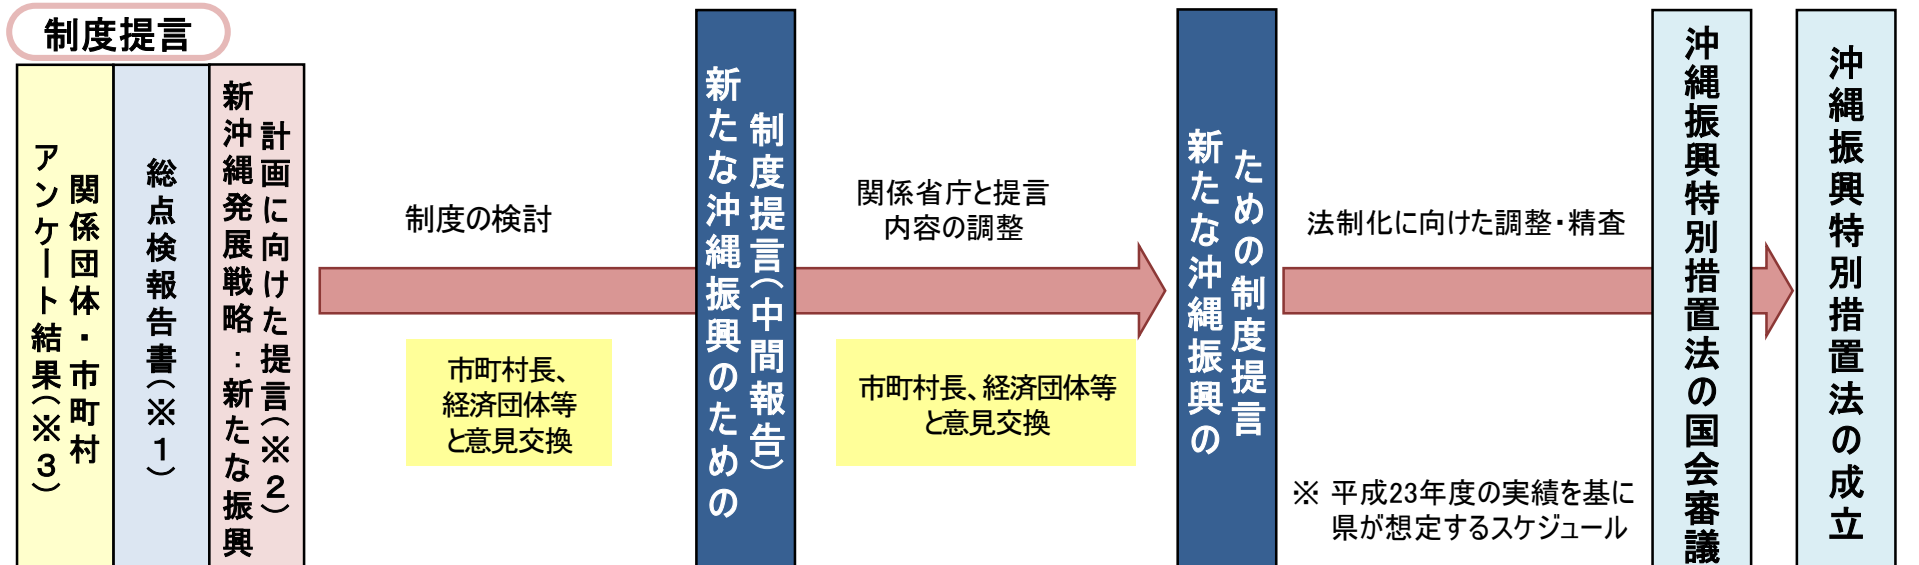 制度提言
関係団体・市町村
アンケート結果(※3)
総点検報告書(※1)
新沖縄発展戦略:新たな振興
計画に向けた提言(※2)
制度の検討
市町村長、
経済団体等
と意見交換
新たな沖縄振興のための
制度提言(中間報告)
関係省庁と提言
内容の調整
市町村長、経済団体等
と意見交換
新たな沖縄振興の
ための制度提言
法制化に向けた調整・精査
※ 平成23年度の実績を基に
県が想定するスケジュール
沖縄振興特別措置法の国会審議
沖縄振興特別措置法の成立